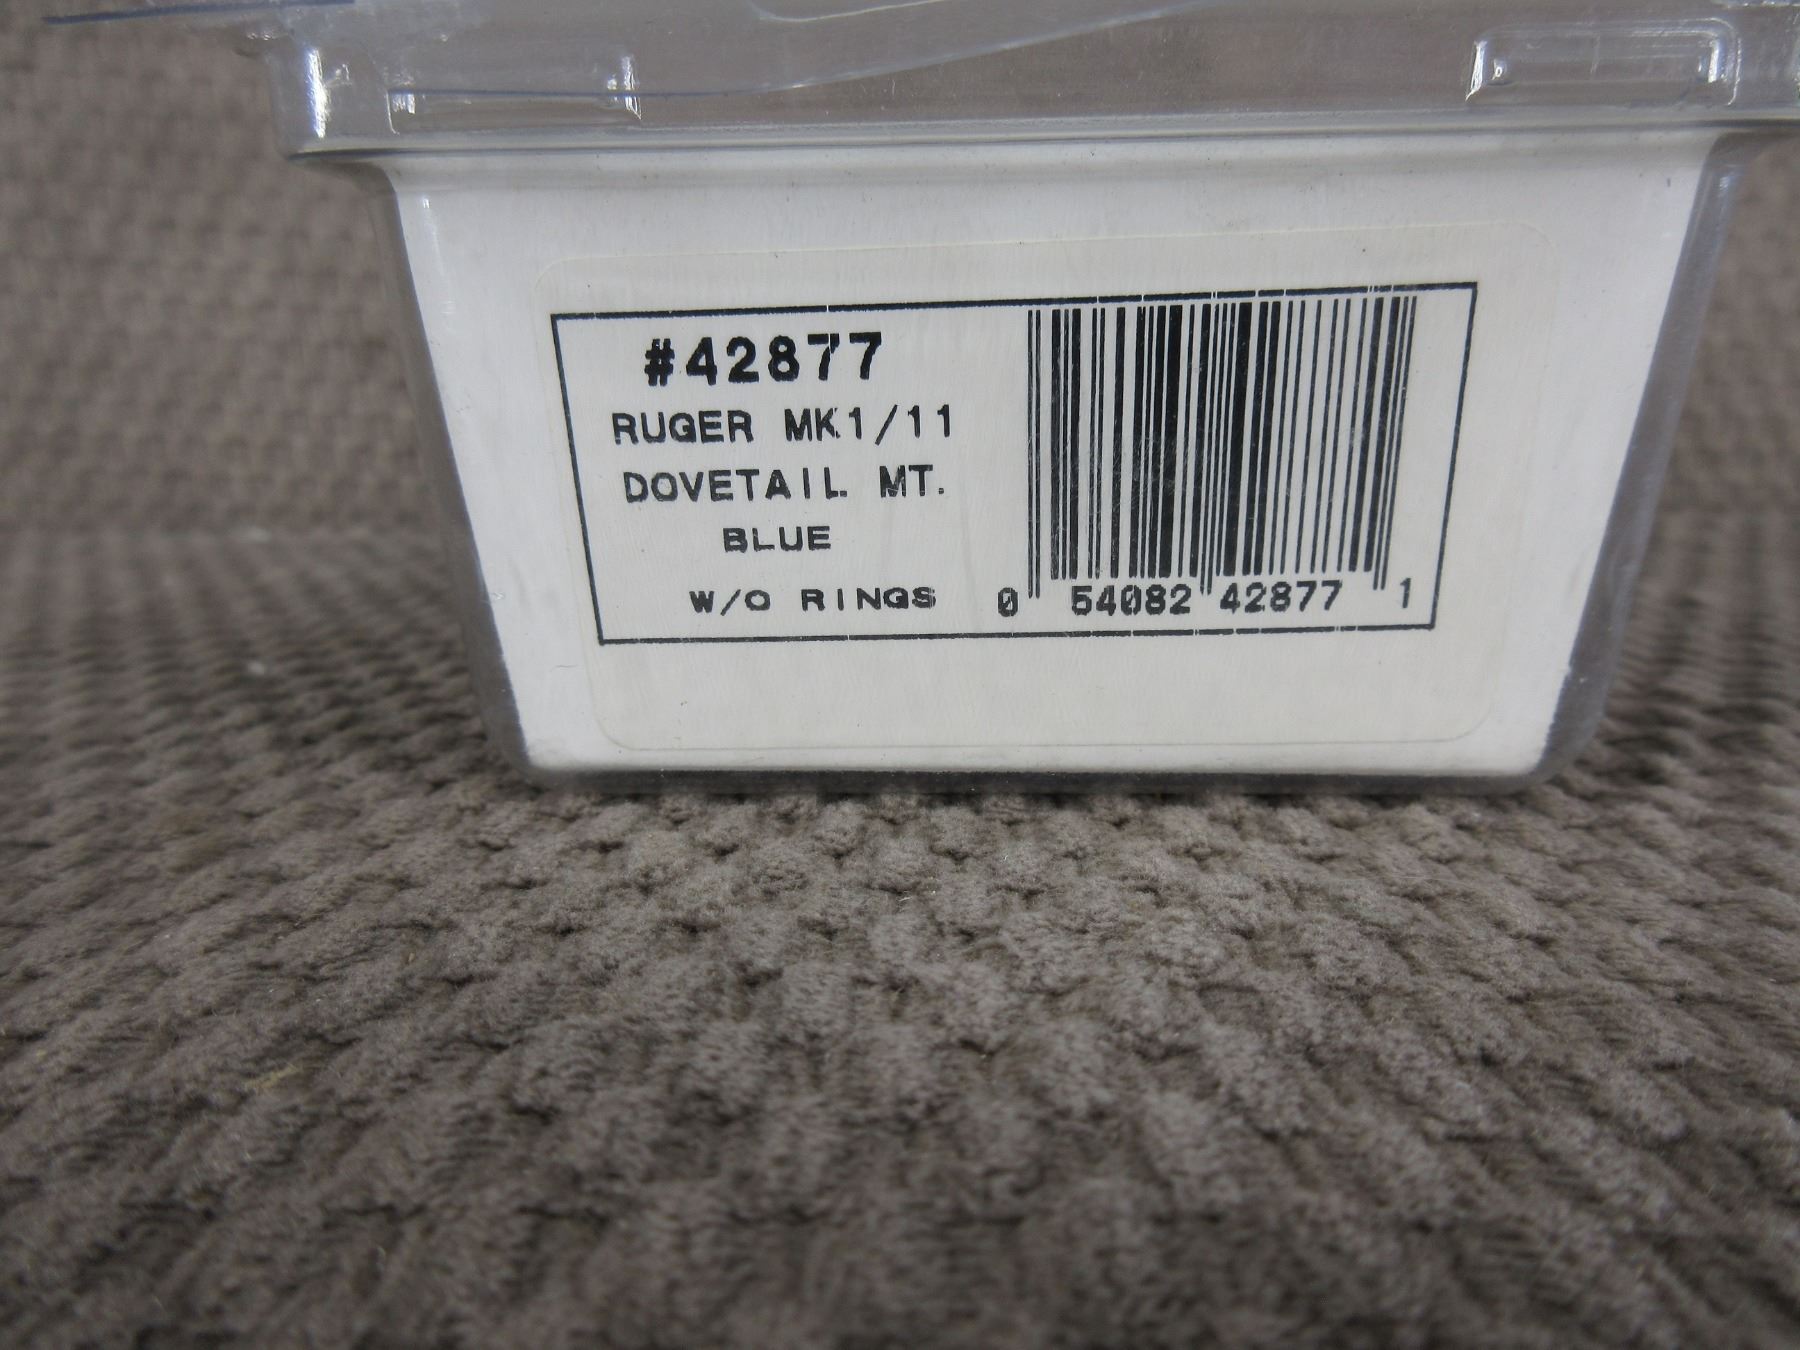 #42877
RUGER MK1/11
DOVETAIL MT.
BLUE
W/O RINGS
0 54082 42877 1